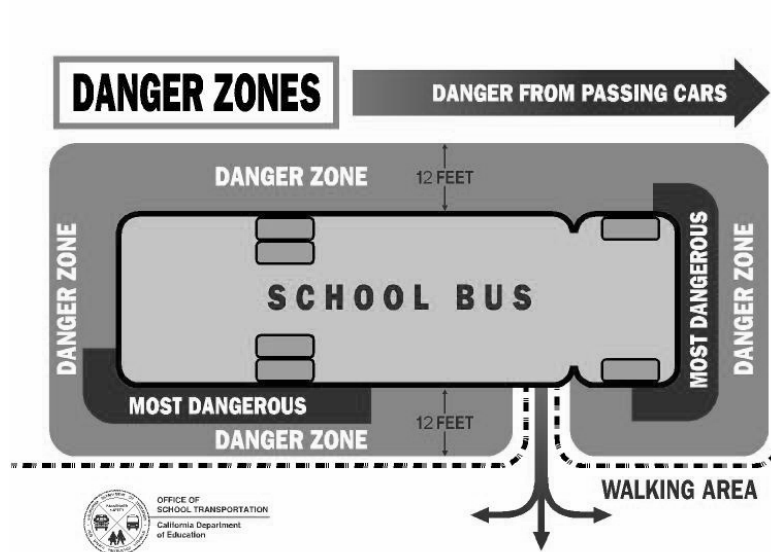 DANGER ZONES
DANGER FROM PASSING CARS
DANGER ZONE
12 FEET
DANGER ZONE
SCHOOL BUS
MOST DANGEROUS
DANGER ZONE
MOST DANGEROUS
DANGER ZONE
12 FEET
WALKING AREA
OFFICE OF
SCHOOL TRANSPORTATION
California Department
of Education